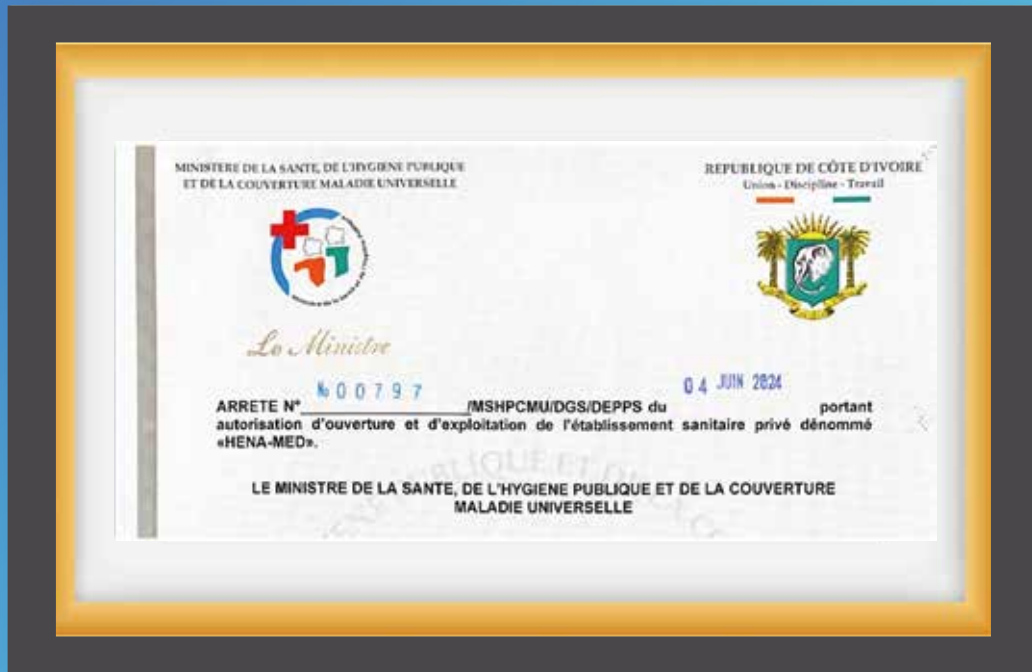 MINISTERE DE LA SANTE, DE L'HYGIENE PUBLIQUE
ET DE LA COUVERTURE MALADIE UNIVERSELLE
REPUBLIQUE DE CÔTE D'IVOIRE
Union - Discipline - Travail
Le Ministre
ARRETE N° № 00797 /MSHPCMU/DGS/DEPPS du 04 JUIN 2024 portant
autorisation d'ouverture et d'exploitation de l'établissement sanitaire privé dénommé
«HENA-MED».
LE MINISTRE DE LA SANTE, DE L'HYGIENE PUBLIQUE ET DE LA COUVERTURE
MALADIE UNIVERSELLE